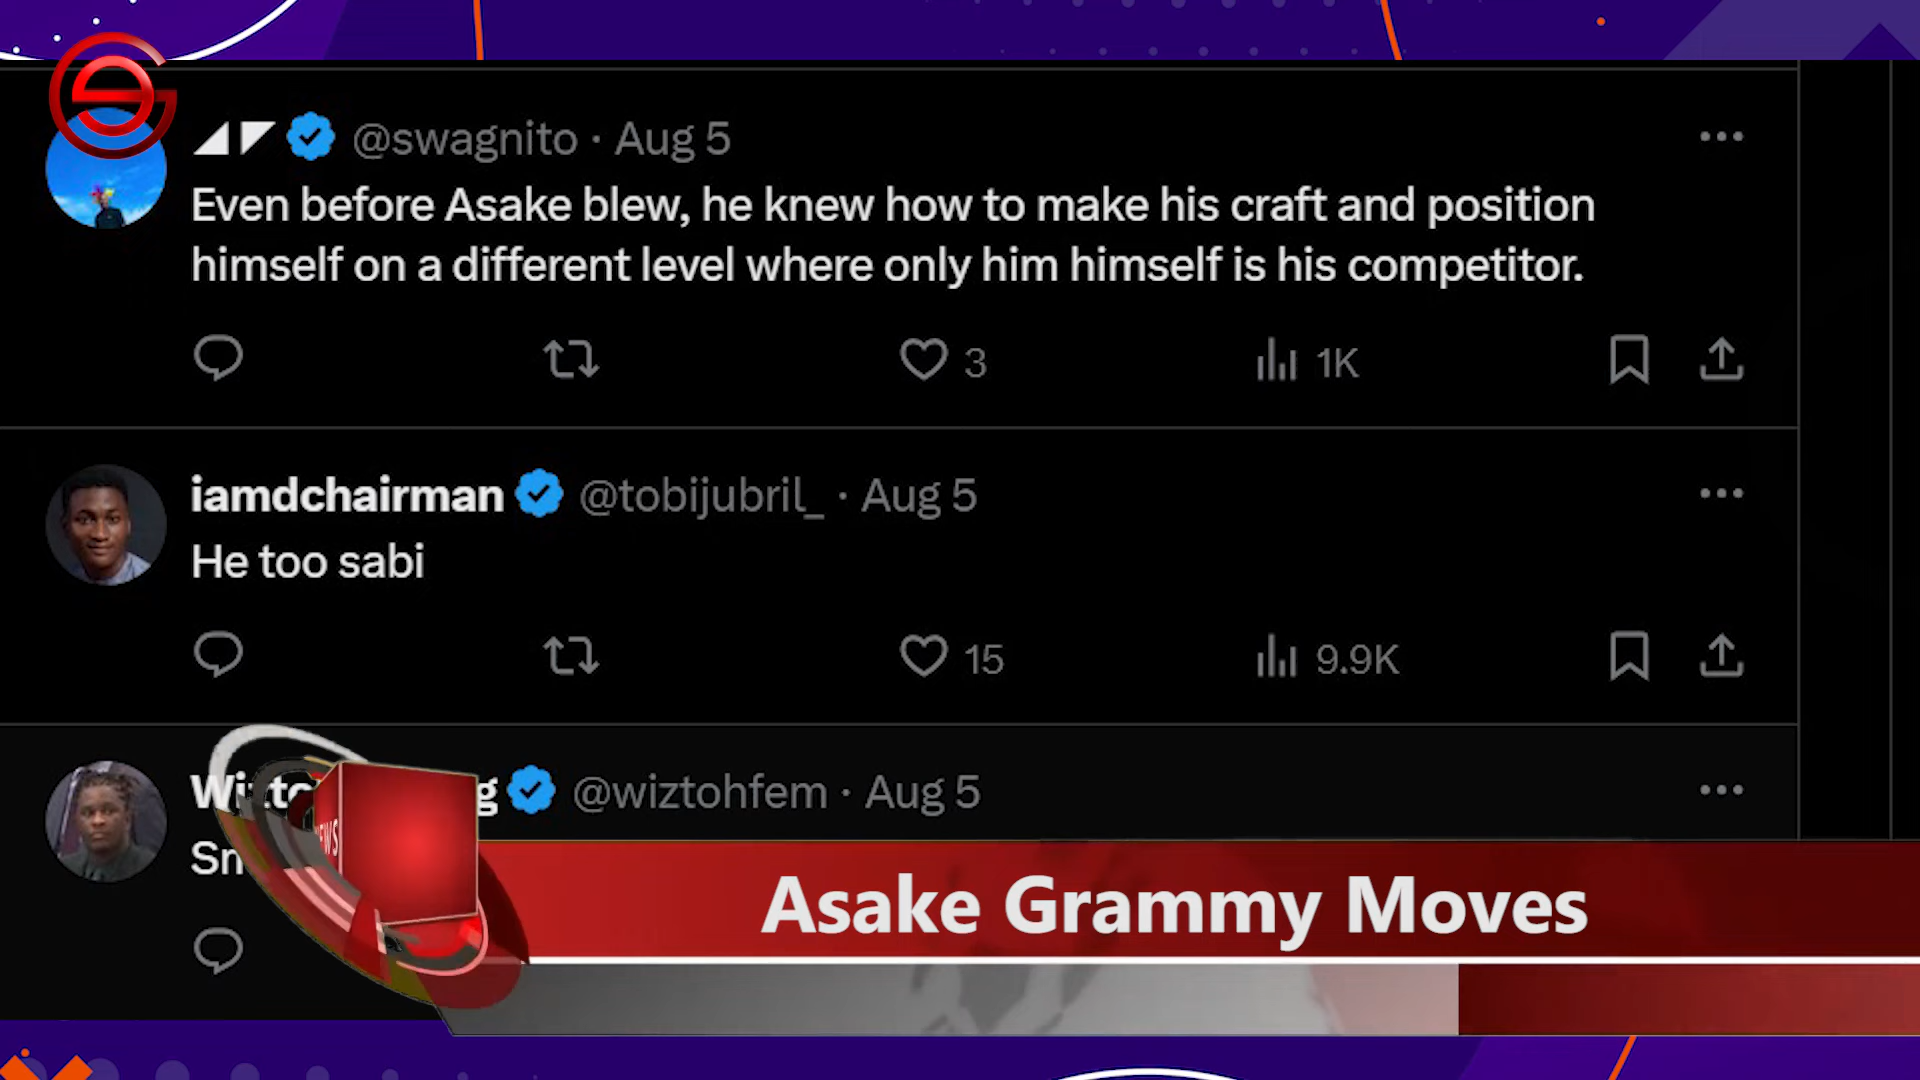 @swagnito · Aug 5
Even before Asake blew, he knew how to make his craft and position
himself on a different level where only him himself is his competitor.
3 1K
iamdchairman @tobijubril_ · Aug 5
He too sabi
15 9.9K
@wiztohfem · Aug 5
Asake Grammy Moves